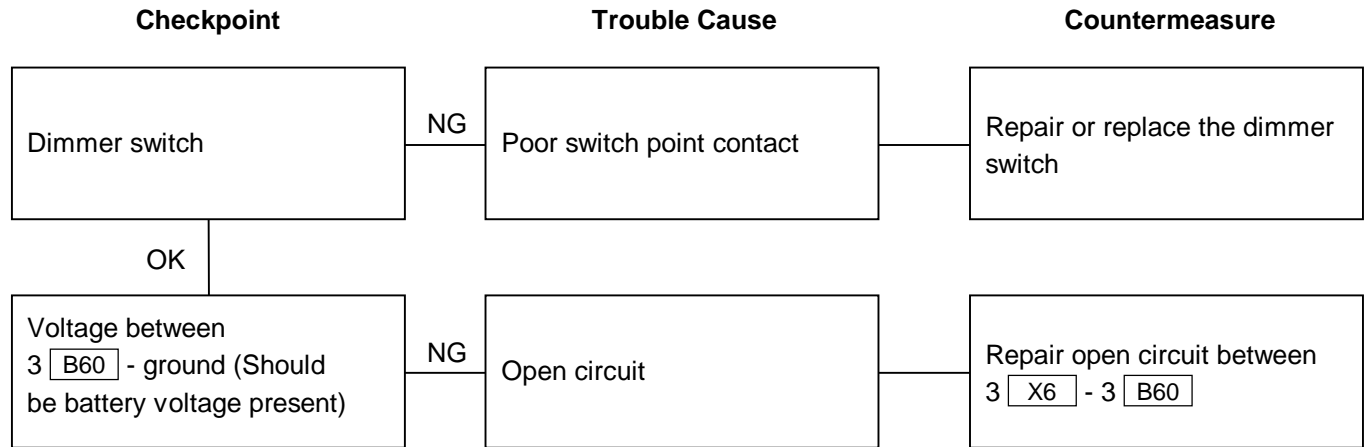 Checkpoint Trouble Cause Countermeasure
Dimmer switch
NG
Poor switch point contact
Repair or replace the dimmer
switch
OK
Voltage between
3 B60 - ground (Should
be battery voltage present)
NG
Open circuit
Repair open circuit between
3 X6 - 3 B60